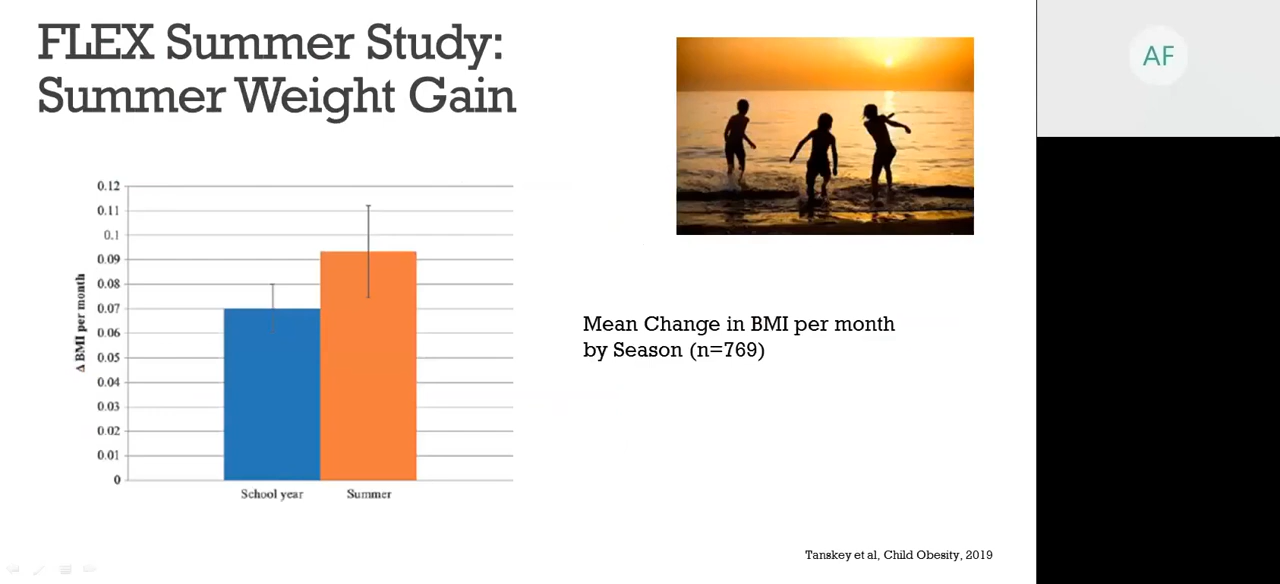 FLEX Summer Study:
Summer Weight Gain
AF
0.12
0.11
0.1
0.09
0.08
0.07
0.06
0.05
0.04
0.03
0.02
0.01
0
Δ BMI per month
School year
Summer
Mean Change in BMI per month
by Season (n=769)
Tanskey et al, Child Obesity, 2019